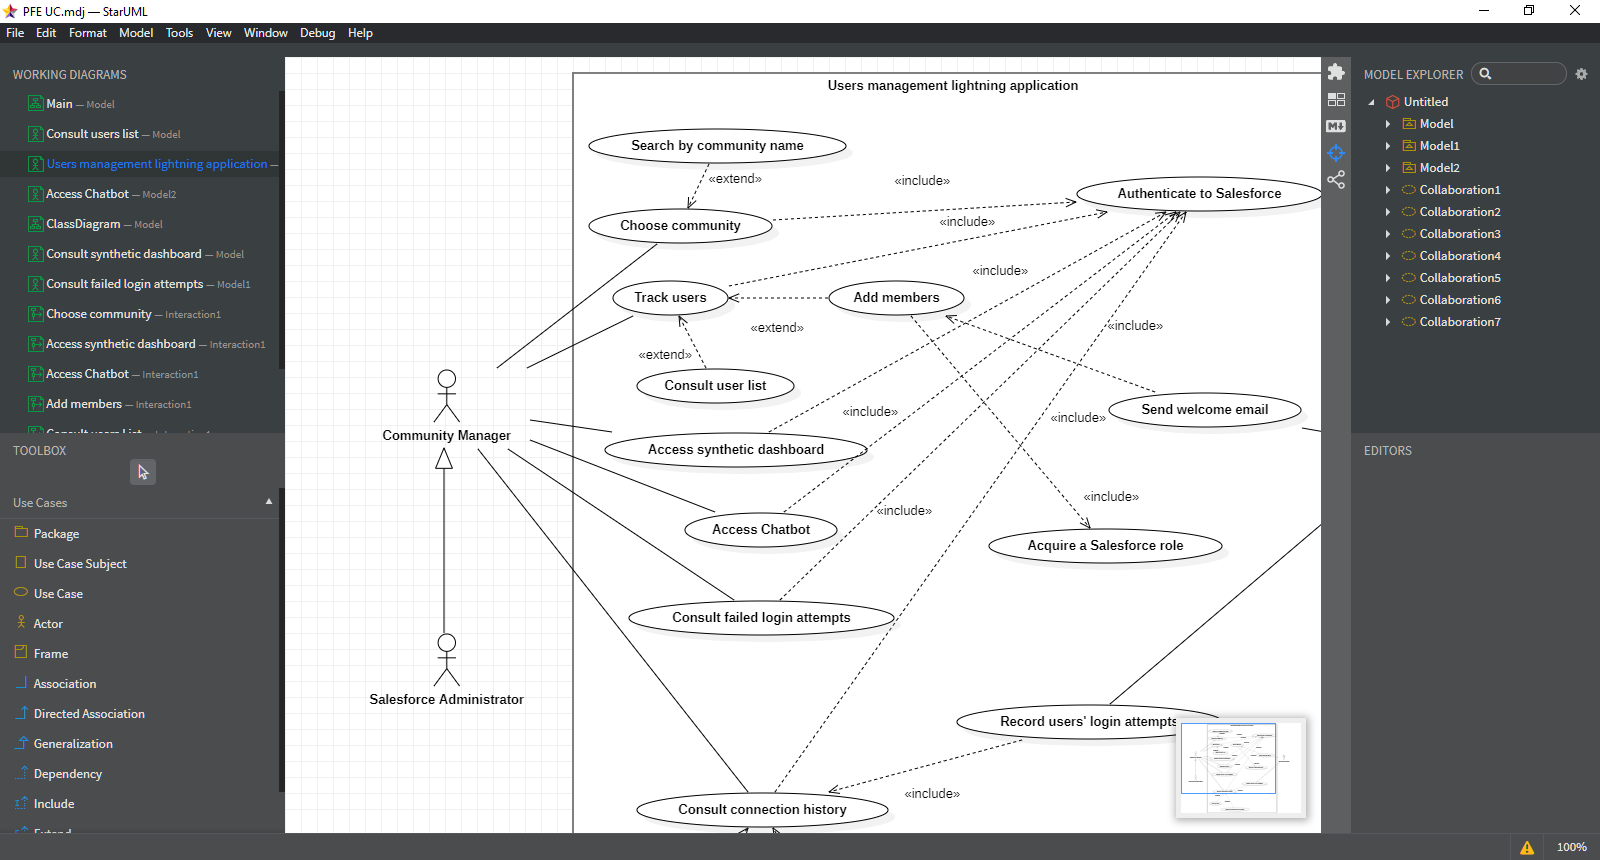 PFE UC.mdj — StarUML
File Edit Format Model Tools View Window Debug Help
WORKING DIAGRAMS
Main — Model
Consult users list — Model
Users management lightning application —
Access Chatbot — Model2
ClassDiagram — Model
Consult synthetic dashboard — Model
Consult failed login attempts — Model1
Choose community — Interaction1
Access synthetic dashboard — Interaction1
Access Chatbot — Interaction1
Add members — Interaction1
TOOLBOX
Use Cases
Package
Use Case Subject
Use Case
Actor
Frame
Association
Directed Association
Generalization
Dependency
Include
Extend
Users management lightning application
Search by community name
«extend»
«include»
Authenticate to Salesforce
Choose community
«include»
«include»
Track users
Add members
«extend»
«include»
«extend»
Consult user list
Community Manager
«include»
«include»
Send welcome email
Access synthetic dashboard
«include»
«include»
Access Chatbot
Acquire a Salesforce role
Consult failed login attempts
Salesforce Administrator
Record users' login attempts
«include»
Consult connection history
MODEL EXPLORER
Untitled
Model
Model1
Model2
Collaboration1
Collaboration2
Collaboration3
Collaboration4
Collaboration5
Collaboration6
Collaboration7
EDITORS
100%